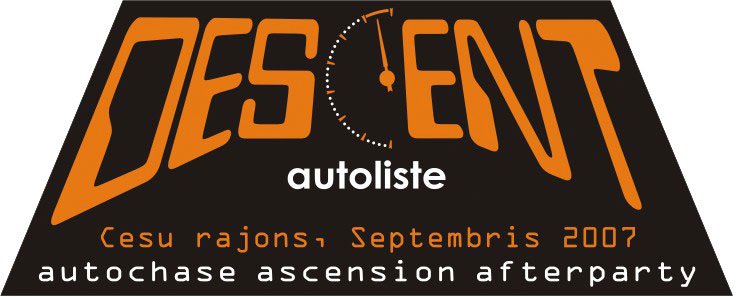 DESCENT
autoliste
Cesu rajons, Septembris 2007
autochase ascension afterparty